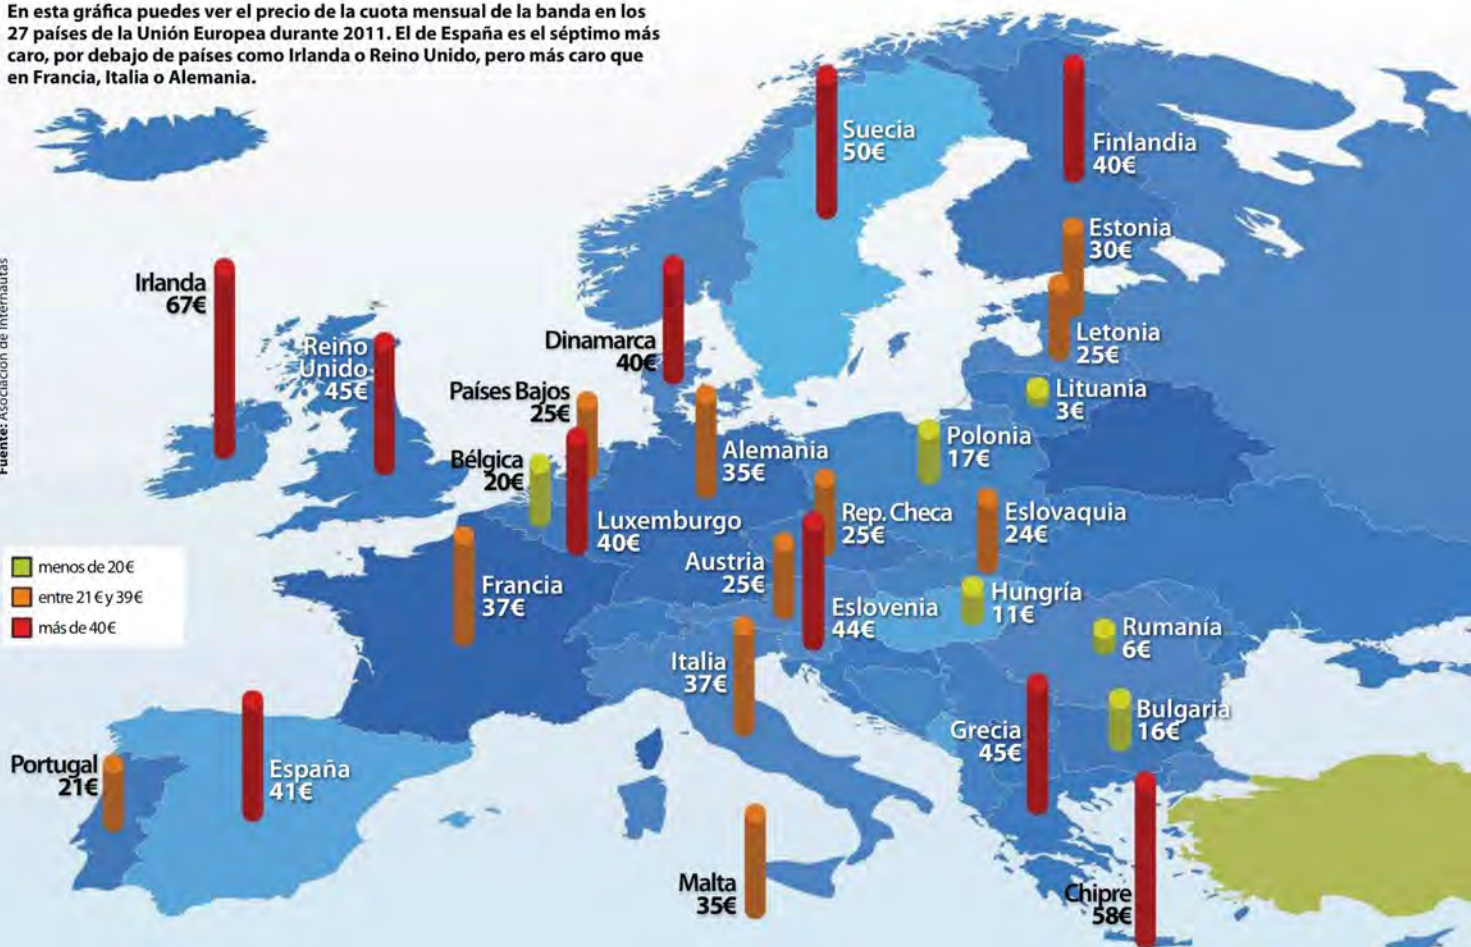 En esta gráfica puedes ver el precio de la cuota mensual de la banda en los
27 países de la Unión Europea durante 2011. El de España es el séptimo más
caro, por debajo de países como Irlanda o Reino Unido, pero más caro que
en Francia, Italia o Alemania.
Suecia
50€
Finlandia
40€
Estonia
30€
Irlanda
67€
Fuente: Asociación de Internautas
Reino
Unido
45€
Dinamarca
40€
Letonia
25€
Países Bajos
25€
Lituania
3€
Bélgica
20€
Alemania
35€
Polonia
17€
Luxemburgo
40€
Rep. Checa
25€
Eslovaquia
24€
menos de 20€
entre 21€ y 39€
más de 40€
Francia
37€
Austria
25€
Eslovenia
44€
Hungría
11€
Rumanía
6€
Italia
37€
Grecia
45€
Bulgaria
16€
Portugal
21€
España
41€
Malta
35€
Chipre
58€